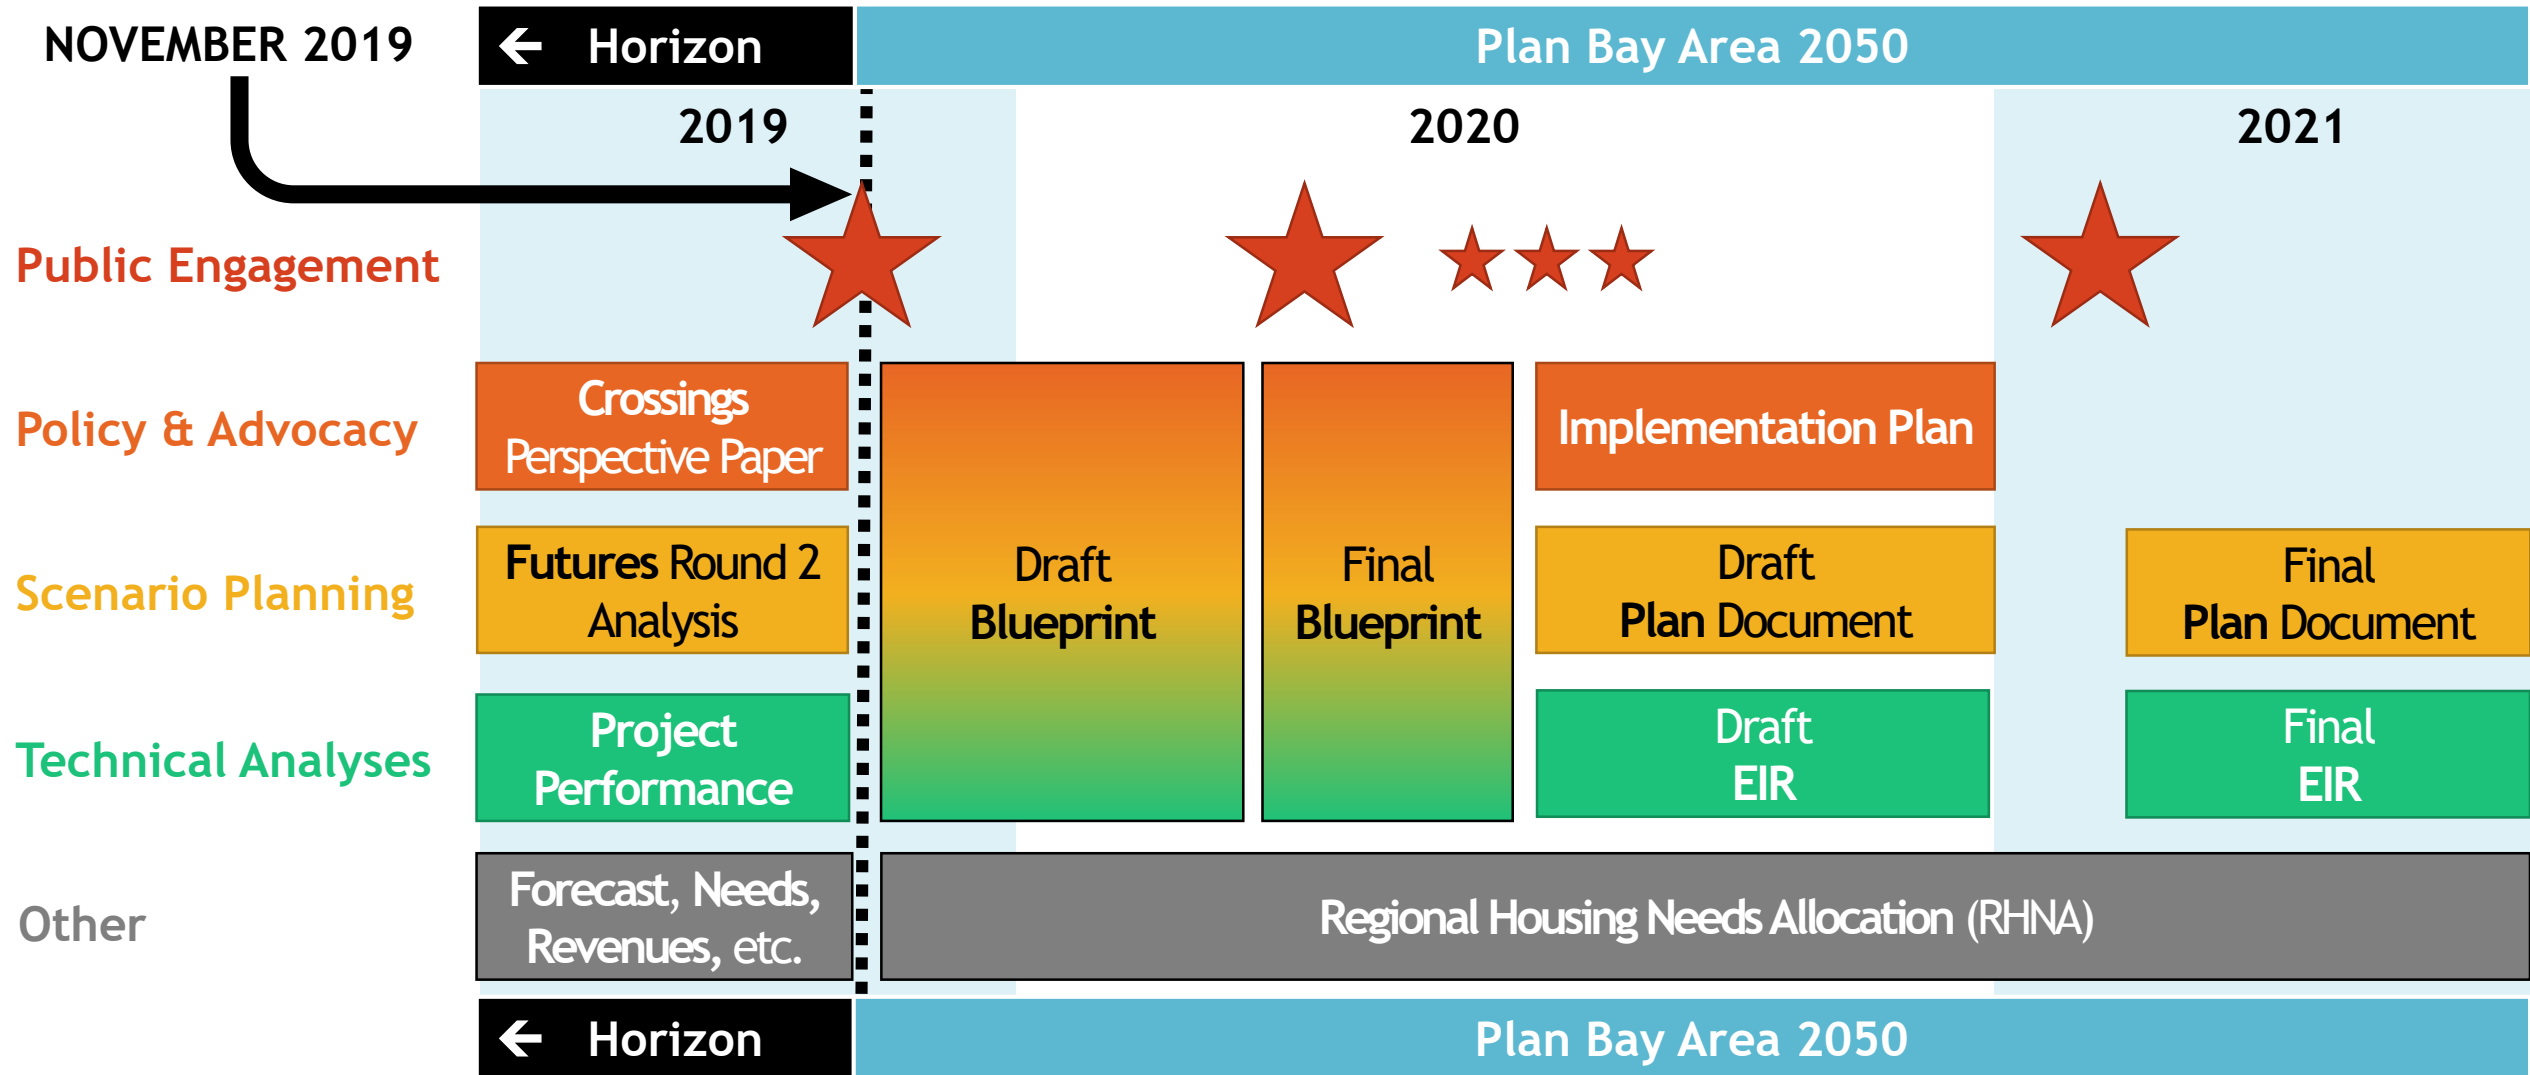 NOVEMBER 2019
← Horizon
Plan Bay Area 2050
2019
2020
2021
Public Engagement
Policy & Advocacy
Crossings
Perspective Paper
Implementation Plan
Scenario Planning
Futures Round 2
Analysis
Draft
Blueprint
Final
Blueprint
Draft
Plan Document
Final
Plan Document
Technical Analyses
Project
Performance
Draft
EIR
Final
EIR
Other
Forecast, Needs,
Revenues, etc.
Regional Housing Needs Allocation (RHNA)
← Horizon
Plan Bay Area 2050